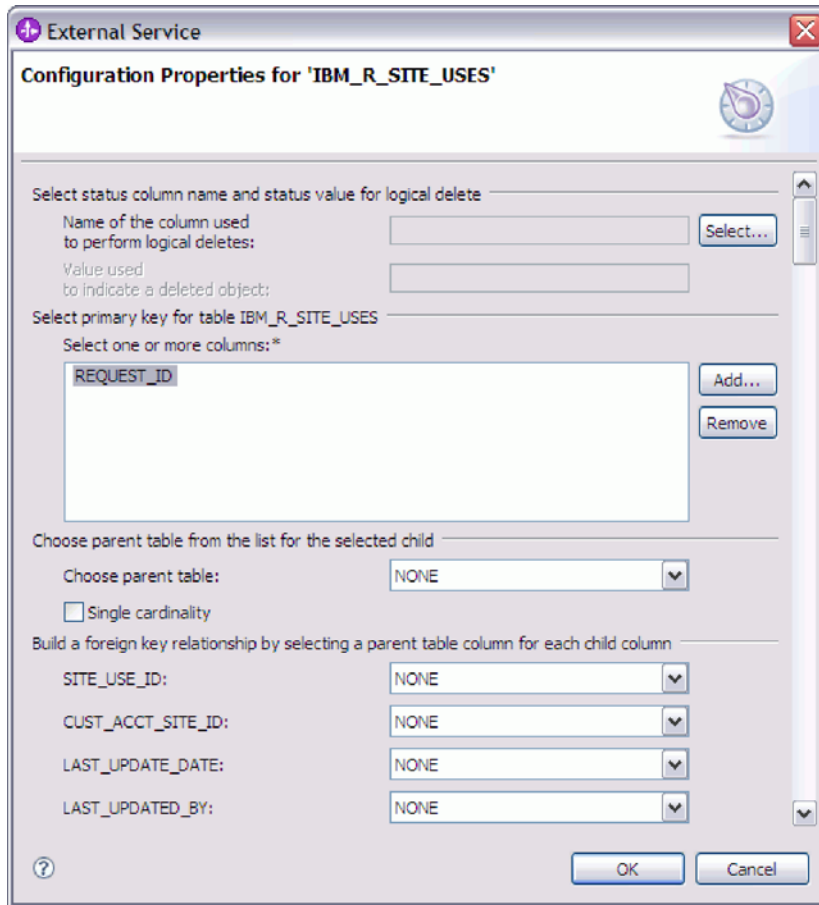 External Service
Configuration Properties for 'IBM_R_SITE_USES'
Select status column name and status value for logical delete
Name of the column used
to perform logical deletes:
Select...
Value used
to indicate a deleted object:
Select primary key for table IBM_R_SITE_USES
Select one or more columns:*
REQUEST_ID
Add...
Remove
Choose parent table from the list for the selected child
Choose parent table: NONE
Single cardinality
Build a foreign key relationship by selecting a parent table column for each child column
SITE_USE_ID: NONE
CUST_ACCT_SITE_ID: NONE
LAST_UPDATE_DATE: NONE
LAST_UPDATED_BY: NONE
? OK Cancel